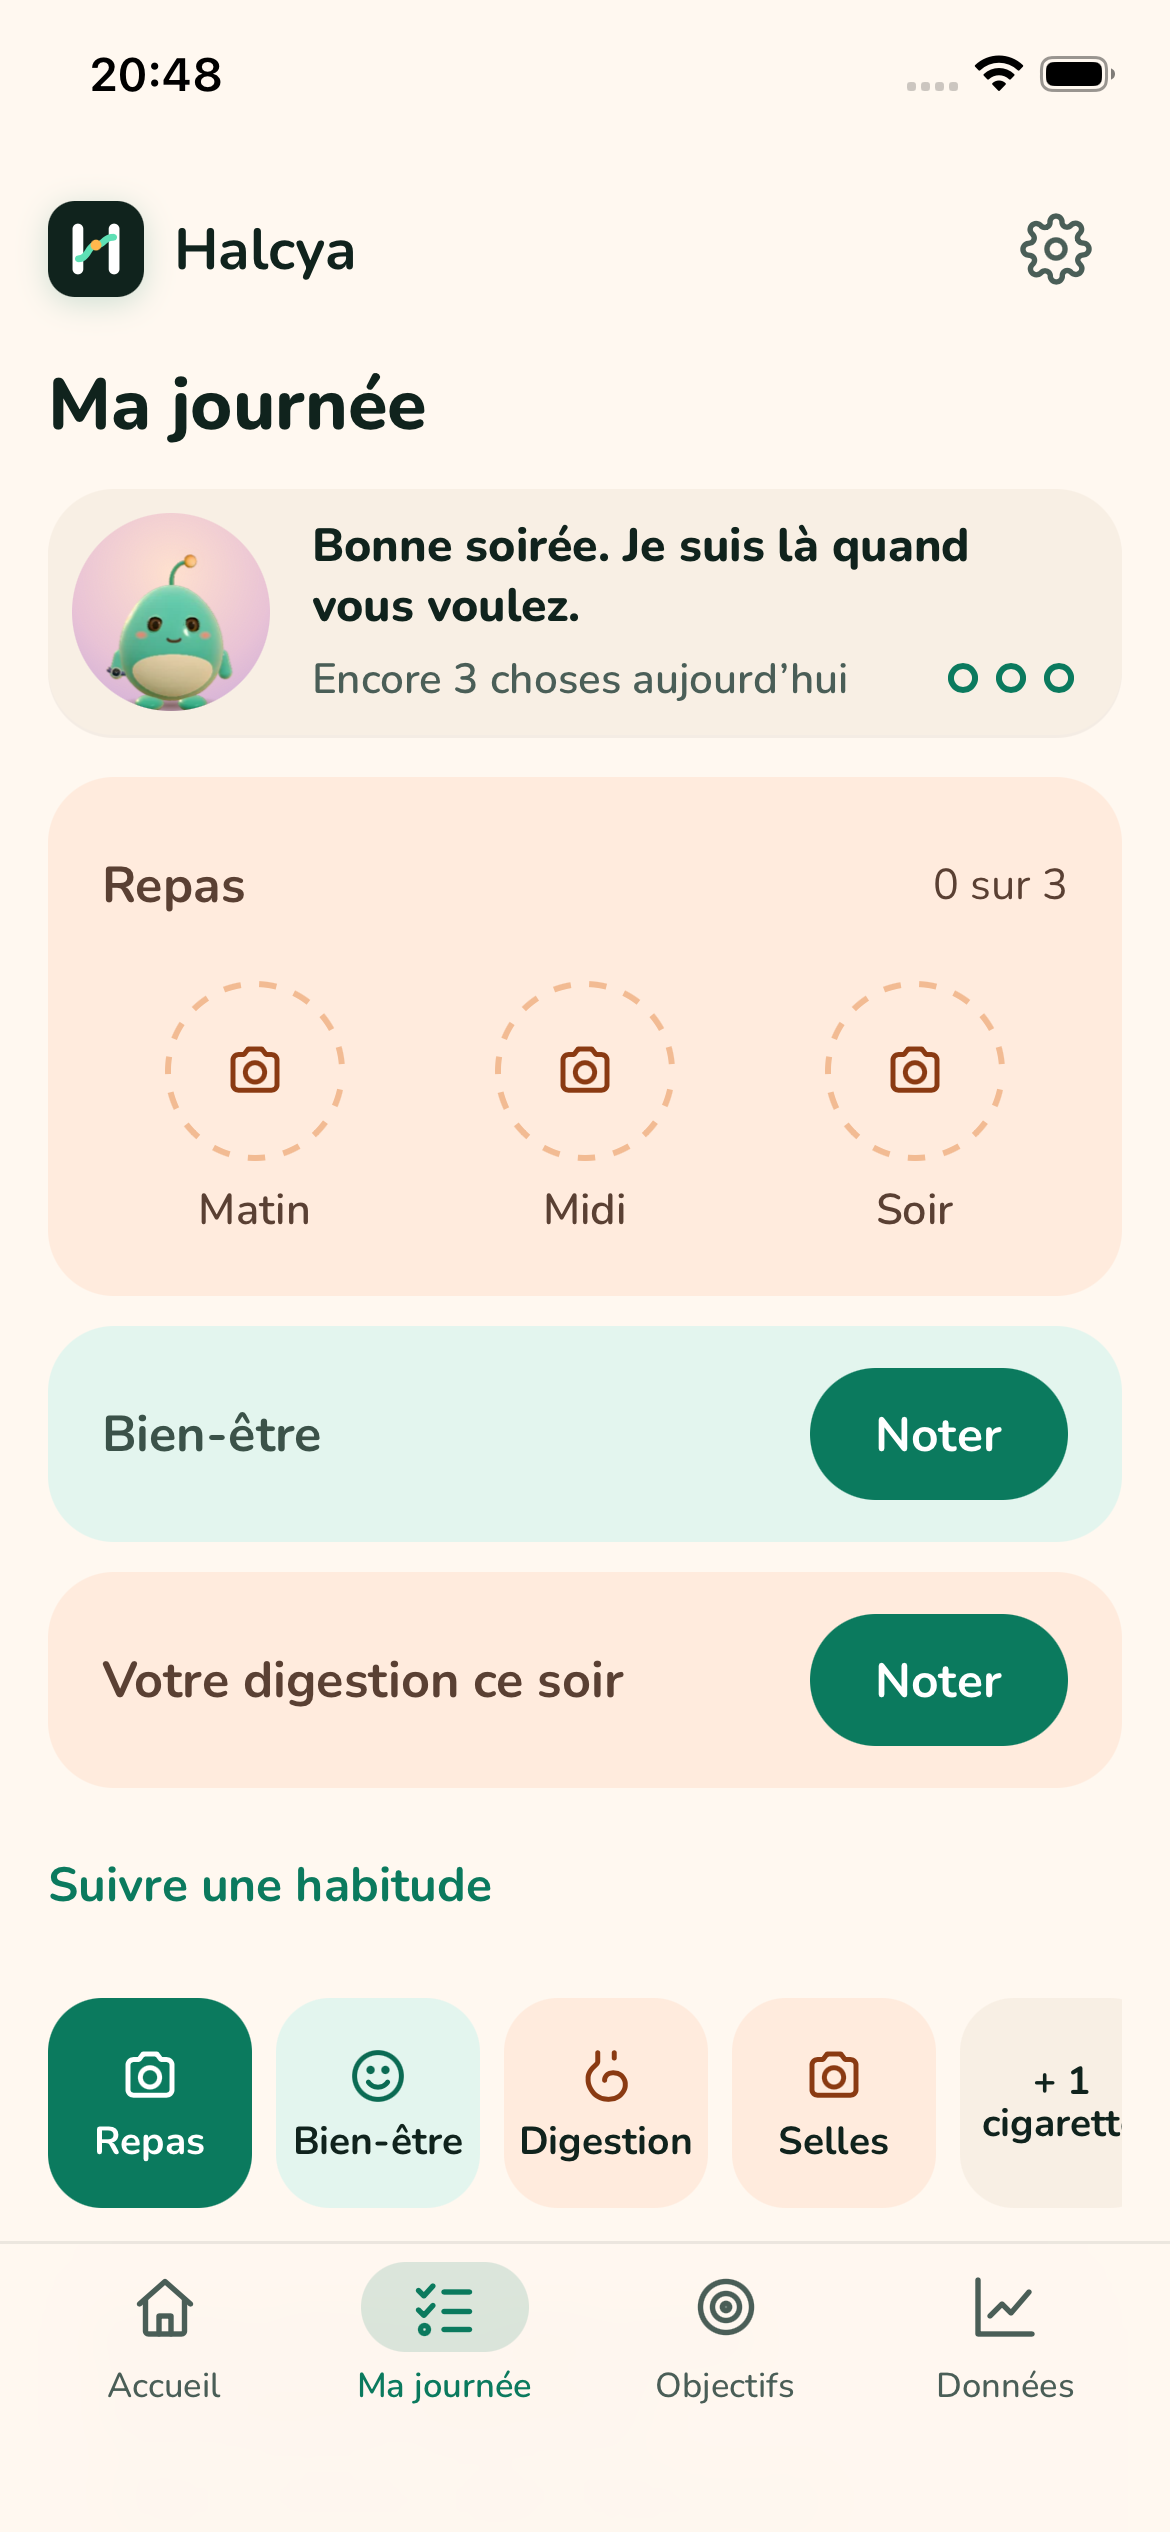 20:48
Halcya
Ma journée
Bonne soirée. Je suis là quand
vous voulez.
Encore 3 choses aujourd’hui
Repas
0 sur 3
Matin
Midi
Soir
Bien-être
Noter
Votre digestion ce soir
Noter
Suivre une habitude
Repas
Bien-être
Digestion
Selles
+ 1
Accueil
Ma journée
Objectifs
Données